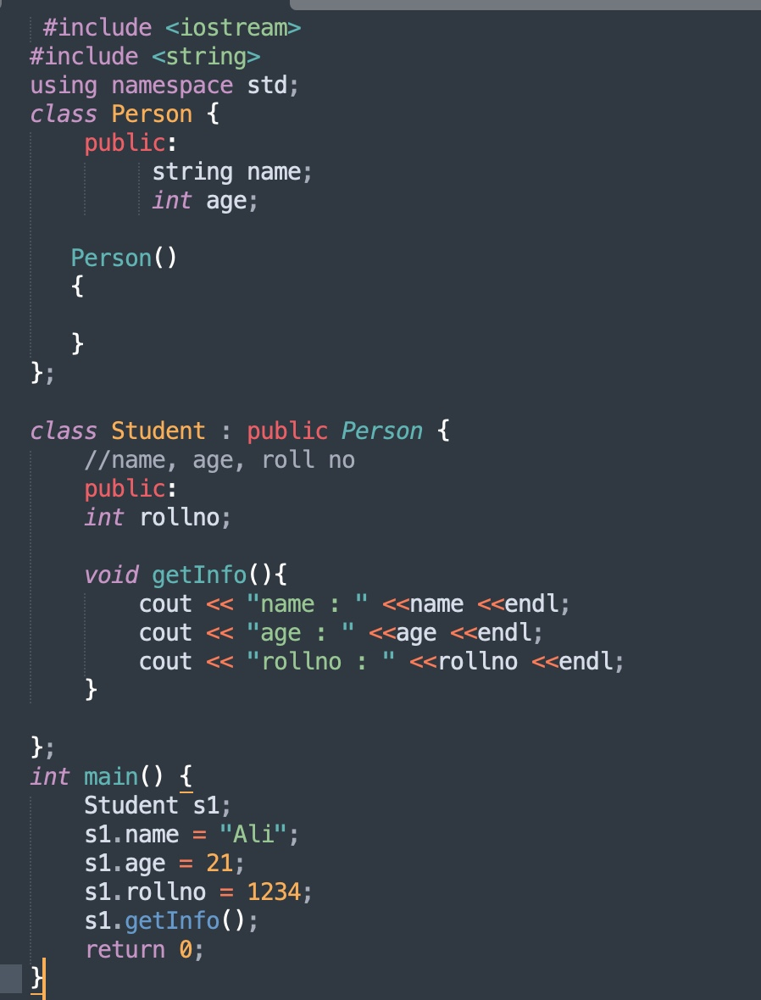 #include <iostream>
#include <string>
using namespace std;
class Person {
public:
string name;
int age;
Person()
{
}
};
class Student : public Person {
//name, age, roll no
public:
int rollno;
void getInfo(){
cout << "name : " <<name <<endl;
cout << "age : " <<age <<endl;
cout << "rollno : " <<rollno <<endl;
}
};
int main() {
Student s1;
s1.name = "Ali";
s1.age = 21;
s1.rollno = 1234;
s1.getInfo();
return 0;
}